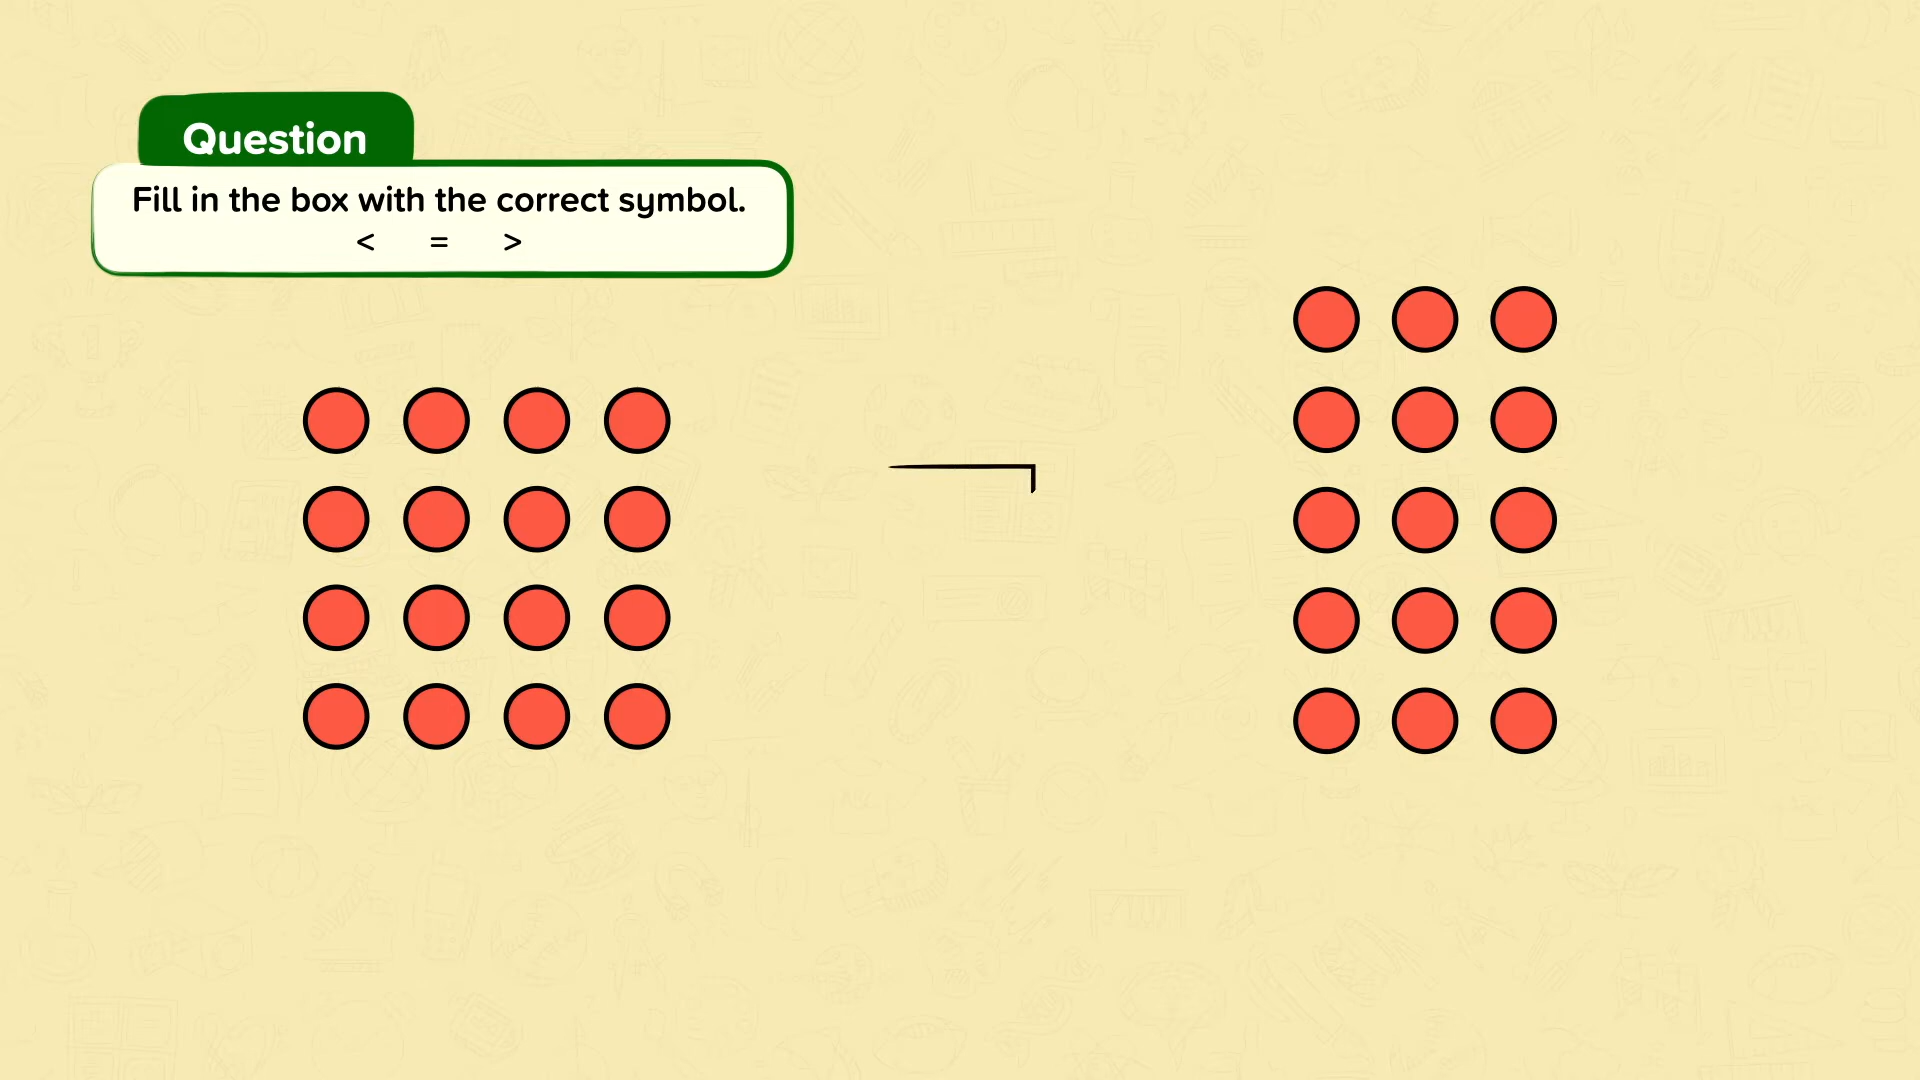 Question
Fill in the box with the correct symbol.
< = >